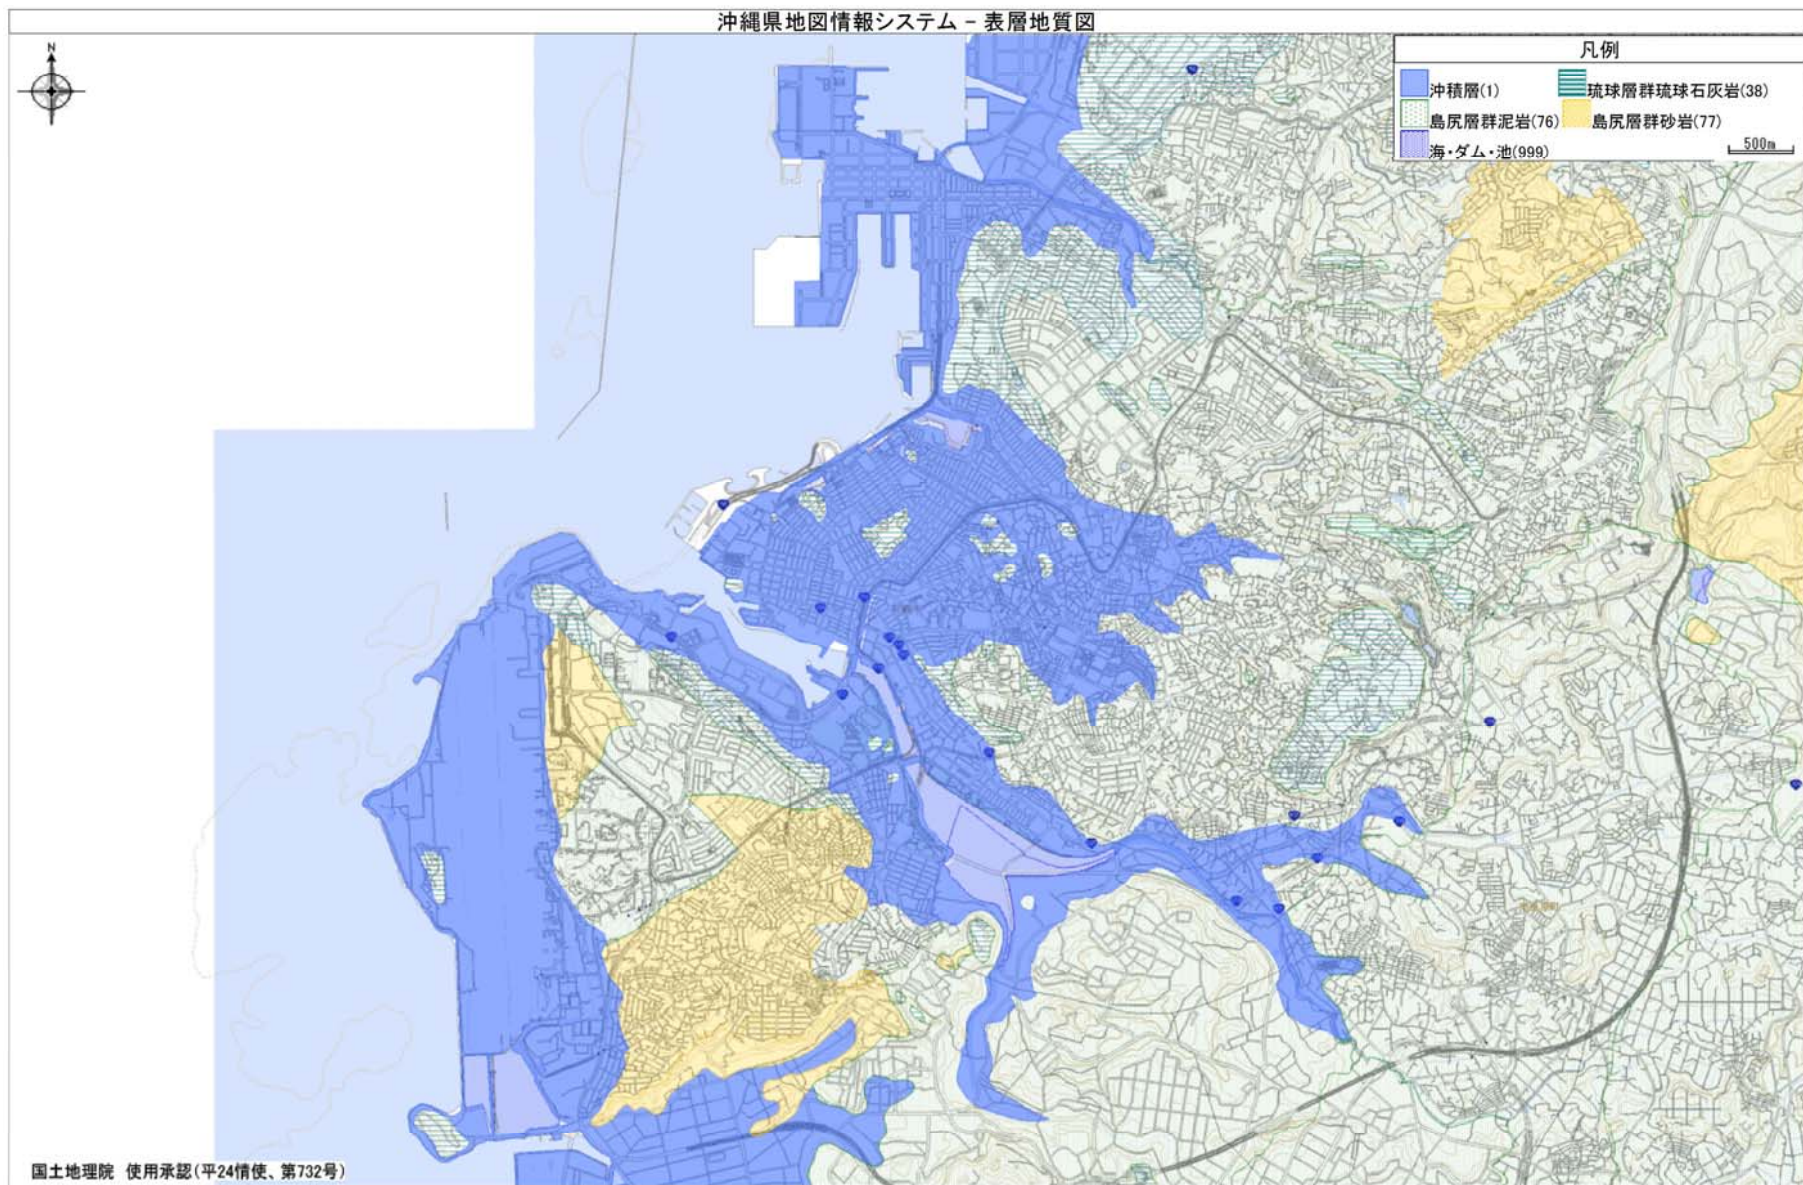 沖縄県地図情報システム - 表層地質図
N
凡例
沖積層(1)
琉球層群琉球石灰岩(38)
島尻層群泥岩(76)
島尻層群砂岩(77)
海・ダム・池(999)
500m
国土地理院 使用承認(平24情使、第732号)